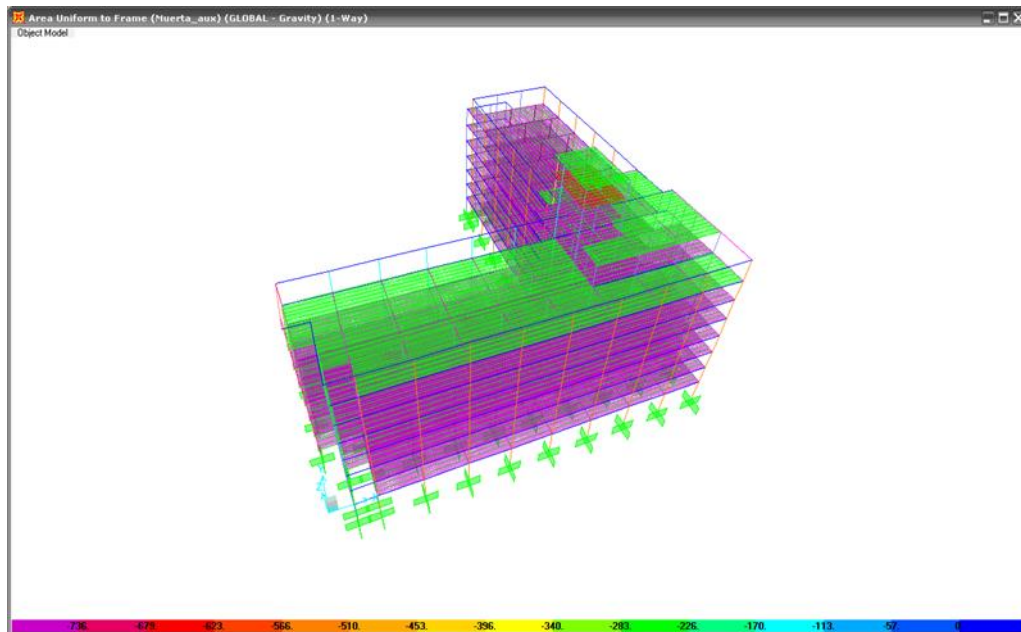 Area Uniform to Frame (Muerta_aux) (GLOBAL - Gravity) (1-Way)
Object Model
-736. -679. -623. -566. -510. -453. -396. -340. -283. -226. -170. -113. -57. 0.